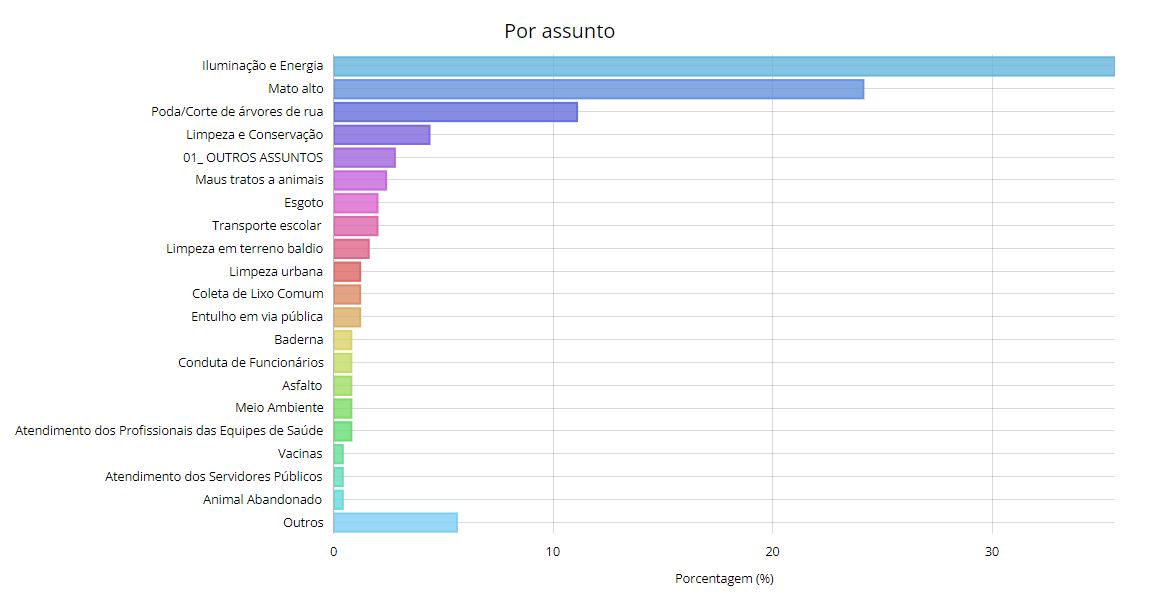 Por assunto
Iluminação e Energia
Mato alto
Poda/Corte de árvores de rua
Limpeza e Conservação
01_ OUTROS ASSUNTOS
Maus tratos a animais
Esgoto
Transporte escolar
Limpeza em terreno baldio
Limpeza urbana
Coleta de Lixo Comum
Entulho em via pública
Baderna
Conduta de Funcionários
Asfalto
Meio Ambiente
Atendimento dos Profissionais das Equipes de Saúde
Vacinas
Atendimento dos Servidores Públicos
Animal Abandonado
Outros
0 10 20 30
Porcentagem (%)